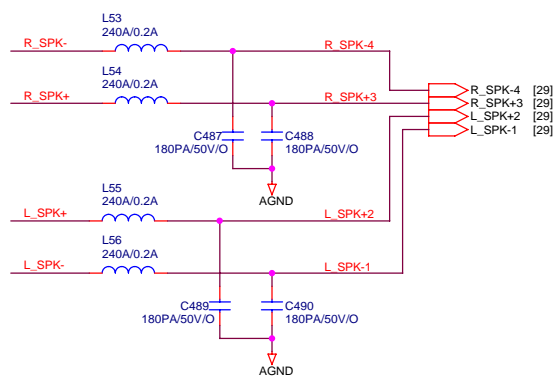 L53
240A/0.2A
R_SPK-
R_SPK-4
L54
240A/0.2A
R_SPK+
R_SPK+3
R_SPK-4 [29]
R_SPK+3 [29]
L_SPK+2 [29]
L_SPK-1 [29]
C487
180PA/50V/O
C488
180PA/50V/O
AGND
L55
240A/0.2A
L_SPK+
L_SPK+2
L56
240A/0.2A
L_SPK-
L_SPK-1
C489
180PA/50V/O
C490
180PA/50V/O
AGND